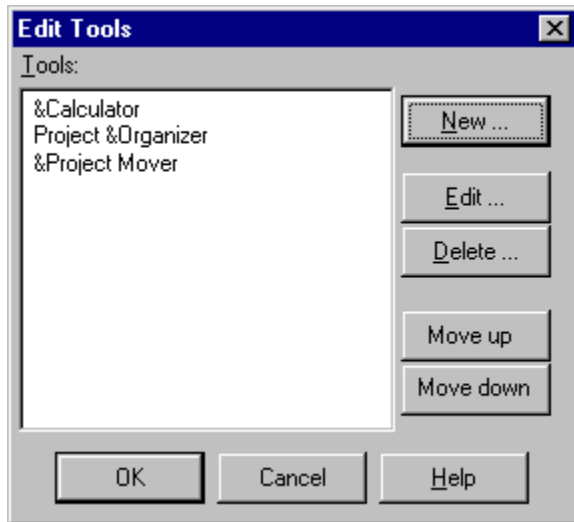 Edit Tools
Tools:
&Calculator
Project &Organizer
&Project Mover
New ...
Edit ...
Delete ...
Move up
Move down
OK
Cancel
Help